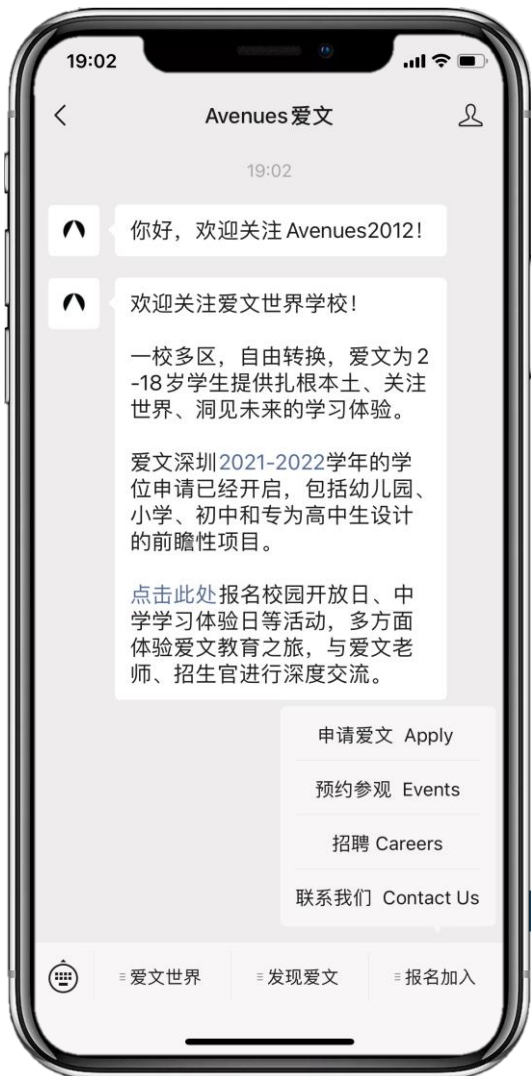 19:02
Avenues爱文
19:02
你好，欢迎关注Avenues2012！
欢迎关注爱文世界学校！
一校多区，自由转换，爱文为2
-18岁学生提供扎根本土、关注
世界、洞见未来的学习体验。
爱文深圳2021-2022学年的学
位申请已经开启，包括幼儿园、
小学、初中和专为高中生设计
的前瞻性项目。
点击此处报名校园开放日、中
学学习体验日等活动，多方面
体验爱文教育之旅，与爱文老
师、招生官进行深度交流。
申请爱文 Apply
预约参观 Events
招聘 Careers
联系我们 Contact Us
爱文世界
发现爱文
报名加入